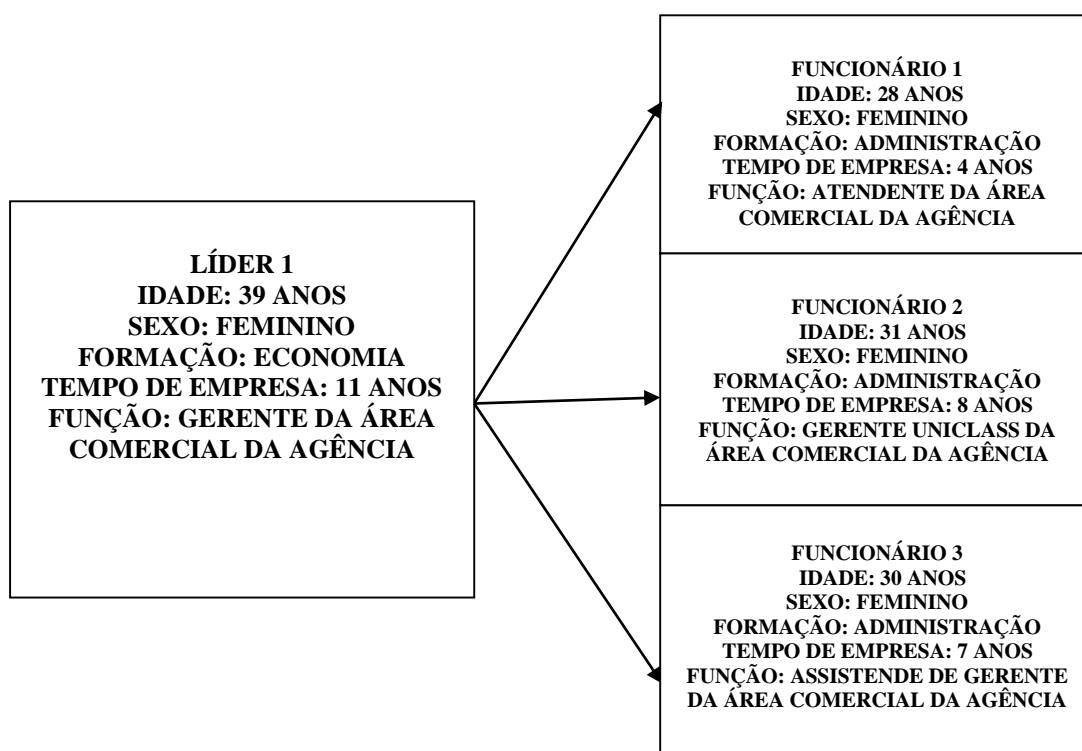 LÍDER 1
IDADE: 39 ANOS
SEXO: FEMININO
FORMAÇÃO: ECONOMIA
TEMPO DE EMPRESA: 11 ANOS
FUNÇÃO: GERENTE DA ÁREA
COMERCIAL DA AGÊNCIA
FUNCIONÁRIO 1
IDADE: 28 ANOS
SEXO: FEMININO
FORMAÇÃO: ADMINISTRAÇÃO
TEMPO DE EMPRESA: 4 ANOS
FUNÇÃO: ATENDENTE DA ÁREA
COMERCIAL DA AGÊNCIA
FUNCIONÁRIO 2
IDADE: 31 ANOS
SEXO: FEMININO
FORMAÇÃO: ADMINISTRAÇÃO
TEMPO DE EMPRESA: 8 ANOS
FUNÇÃO: GERENTE UNICLASS DA
ÁREA COMERCIAL DA AGÊNCIA
FUNCIONÁRIO 3
IDADE: 30 ANOS
SEXO: FEMININO
FORMAÇÃO: ADMINISTRAÇÃO
TEMPO DE EMPRESA: 7 ANOS
FUNÇÃO: ASSISTENDE DE GERENTE
DA ÁREA COMERCIAL DA AGÊNCIA